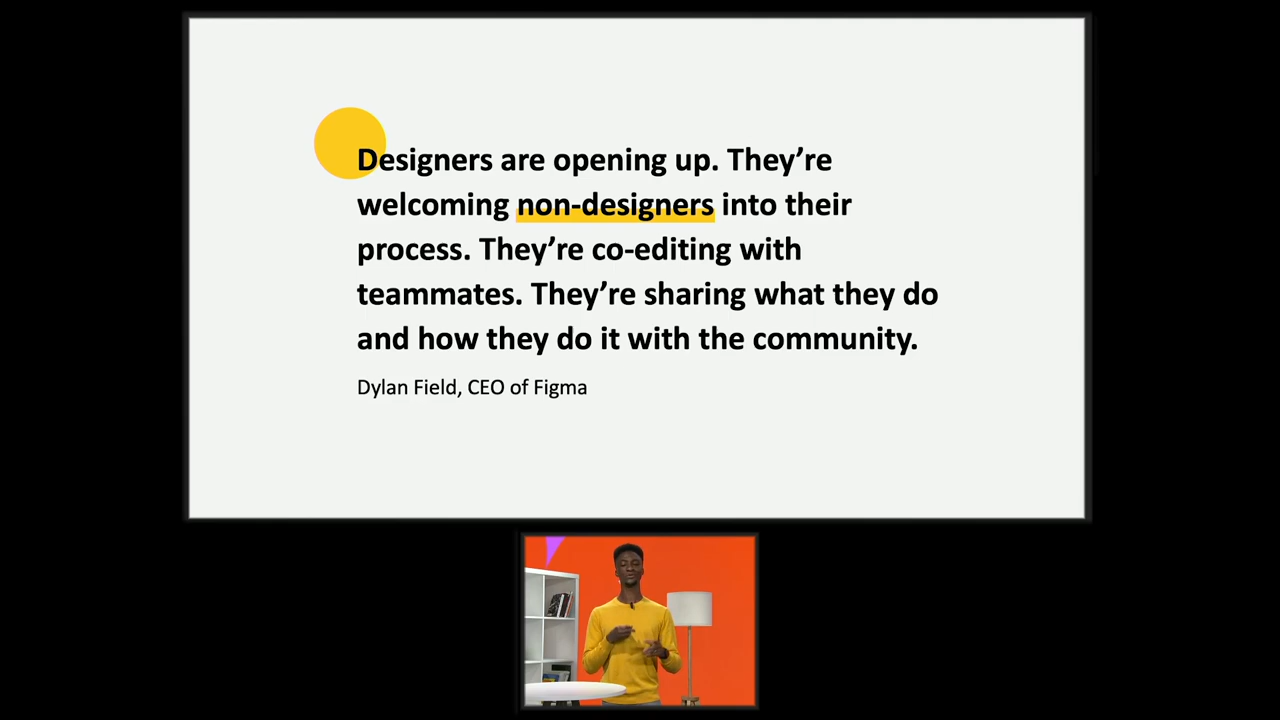 Designers are opening up. They’re
welcoming non-designers into their
process. They’re co-editing with
teammates. They’re sharing what they do
and how they do it with the community.
Dylan Field, CEO of Figma